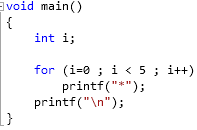 void main()
{
    int i;

    for (i=0 ; i < 5 ; i++)
        printf("*");
    printf("\n");
}